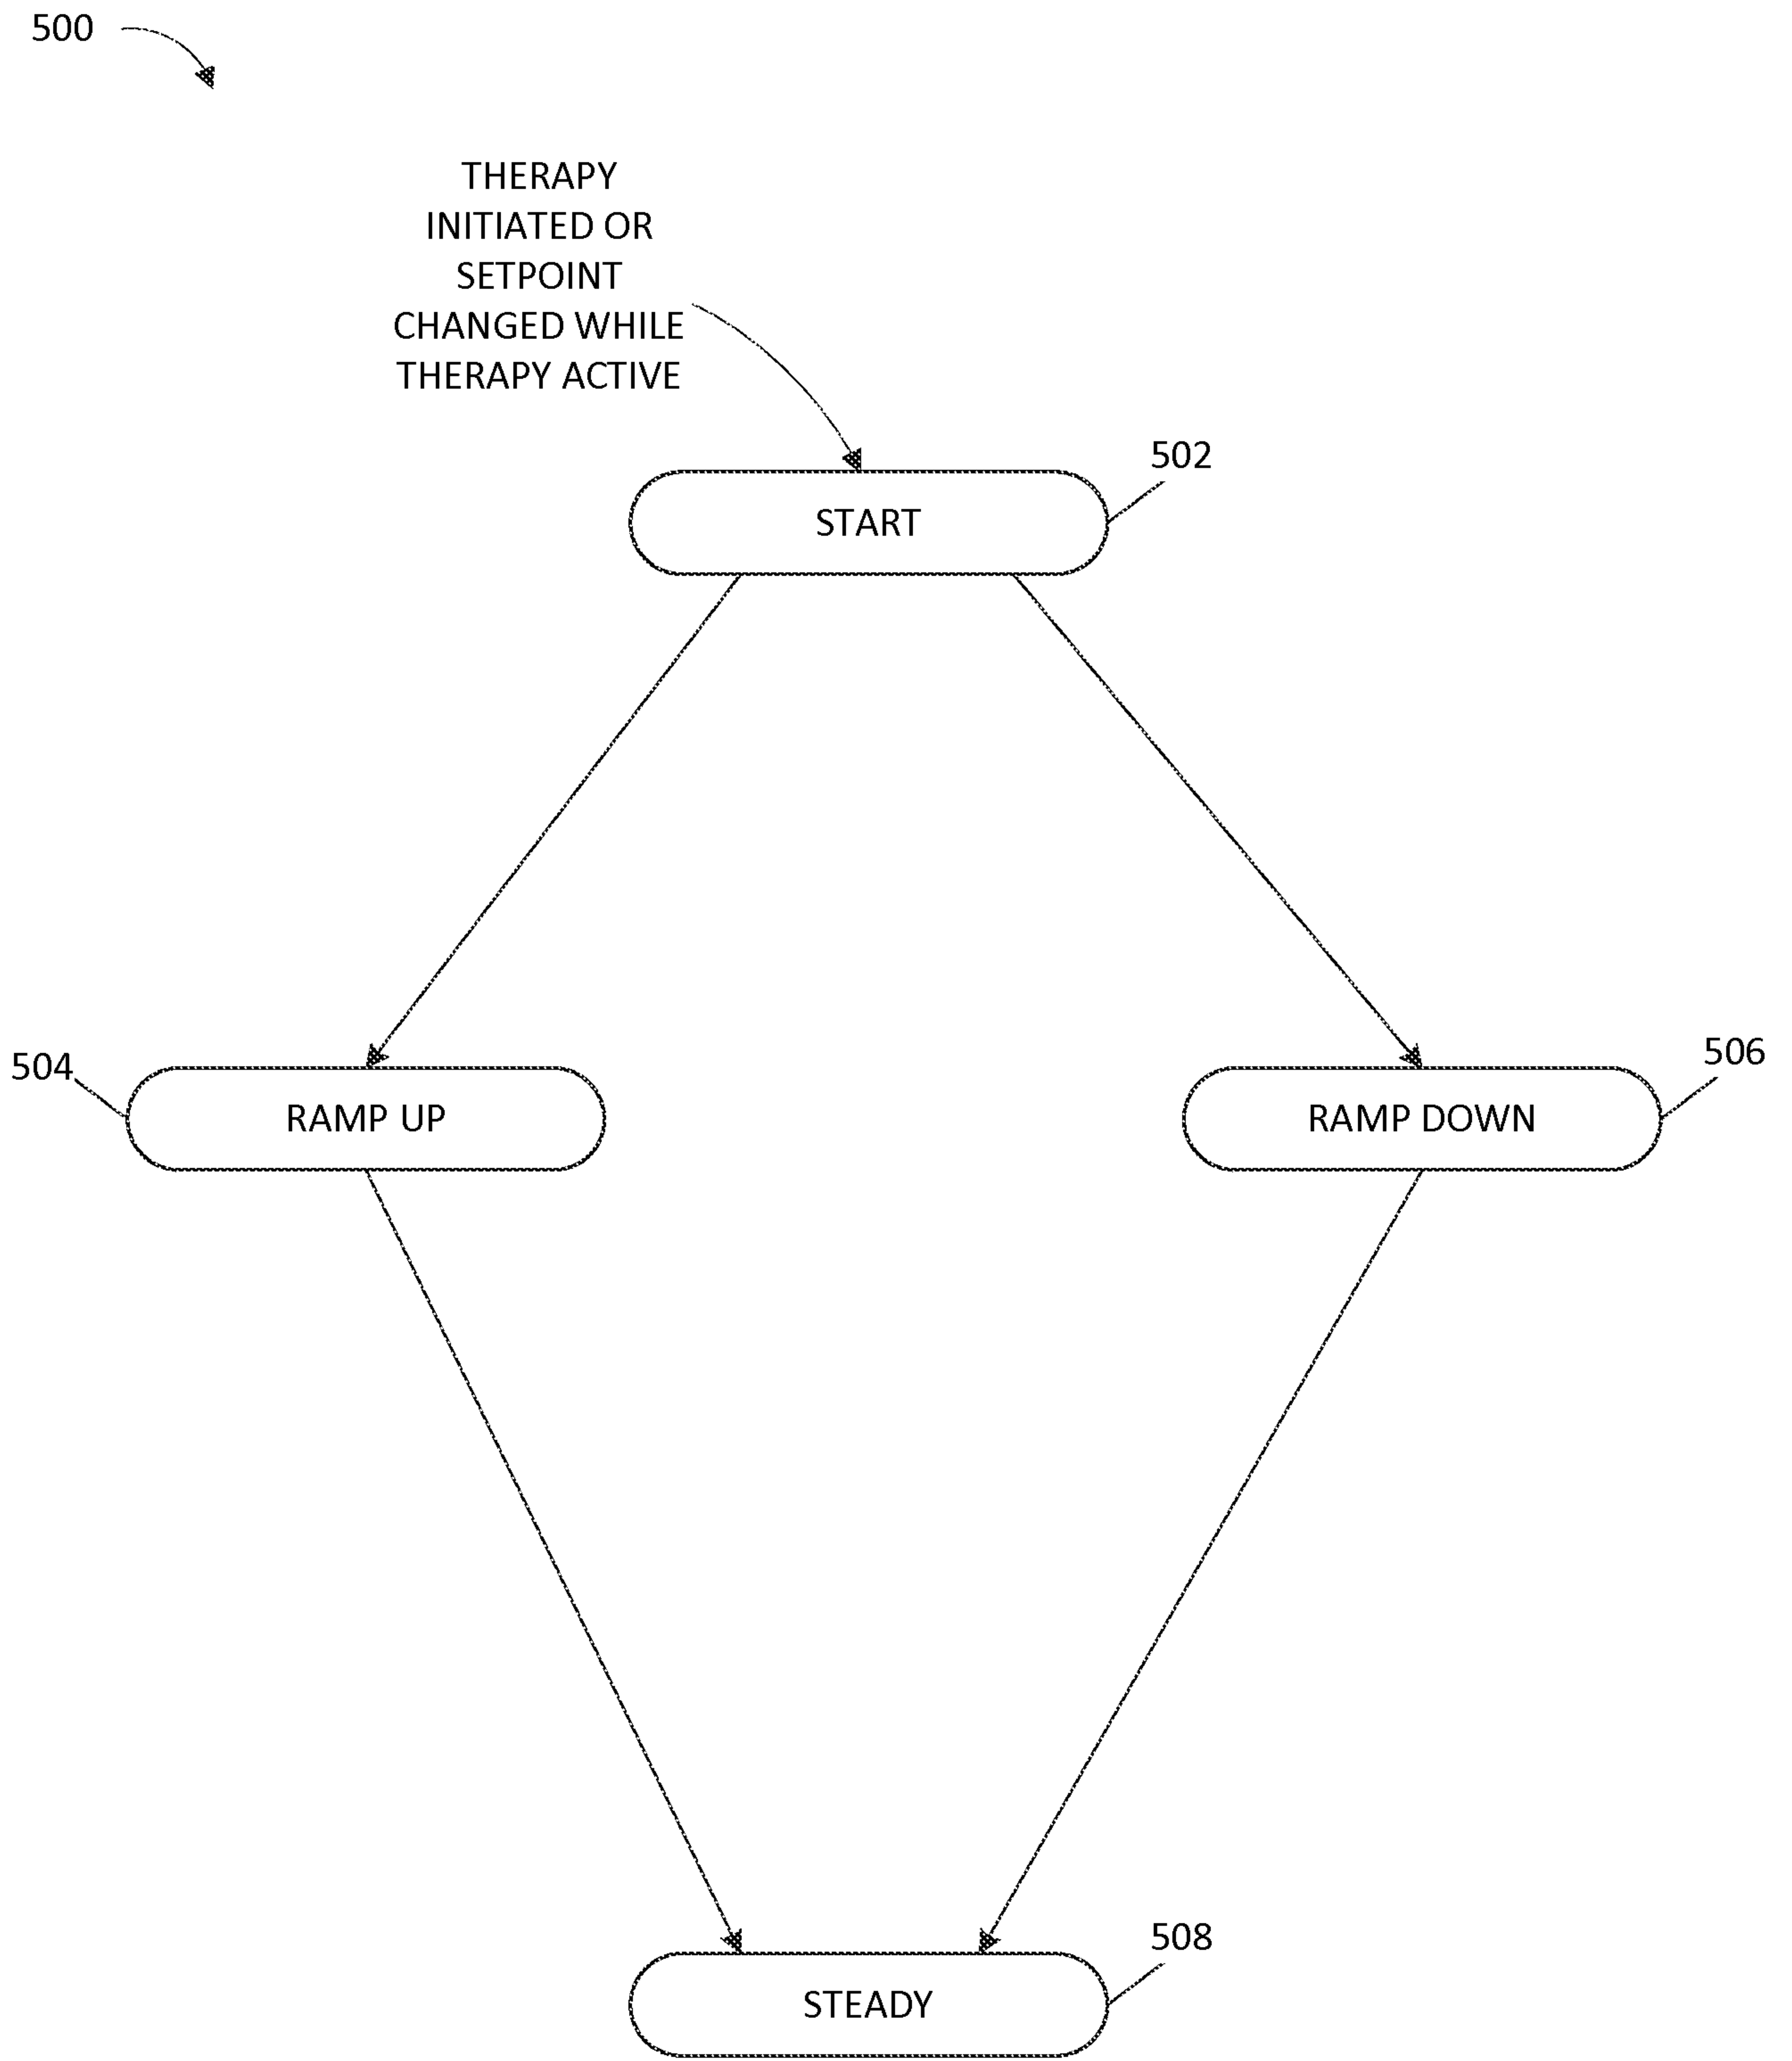 500
THERAPY
INITIATED OR
SETPOINT
CHANGED WHILE
THERAPY ACTIVE
502
START
504
RAMP UP
506
RAMP DOWN
508
STEADY